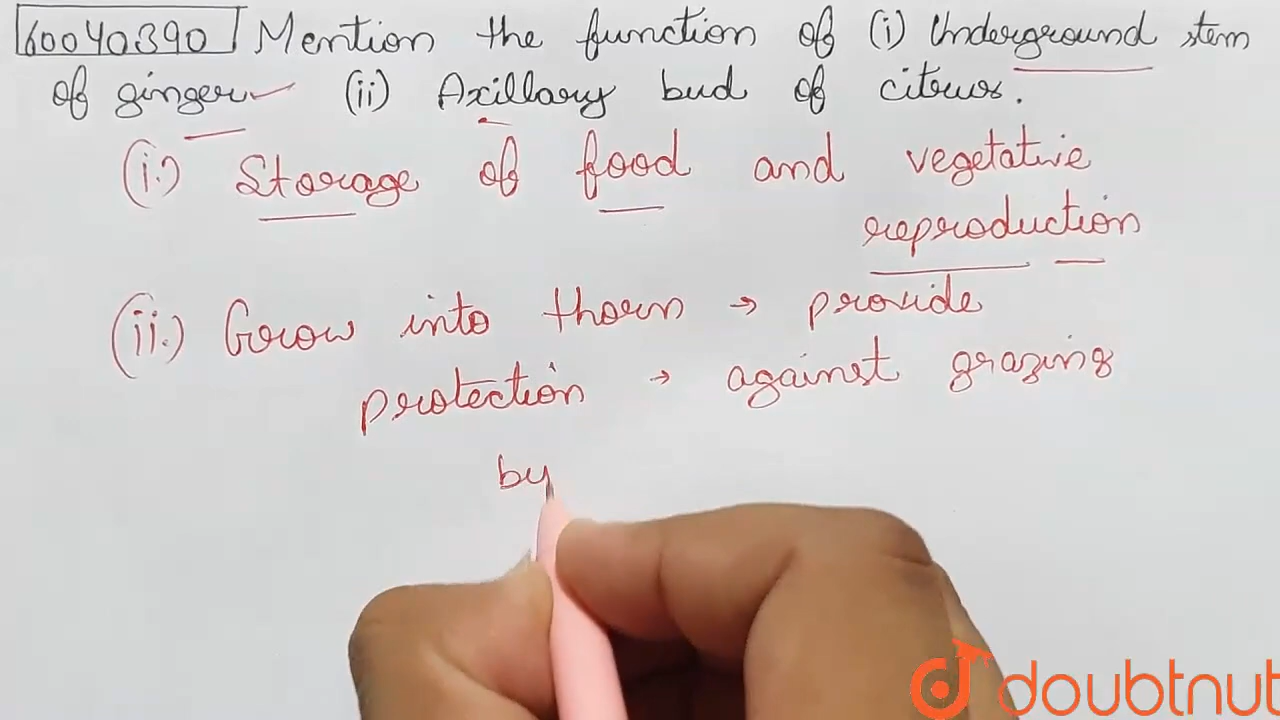 60040390 Mention the function of (i) Underground stem
of ginger (ii) Axillary bud of citrus.
(i.) Storage of food and vegetative
reproduction
(ii.) Grow into thorn → provide
protection → against grazing
by
doubtnut